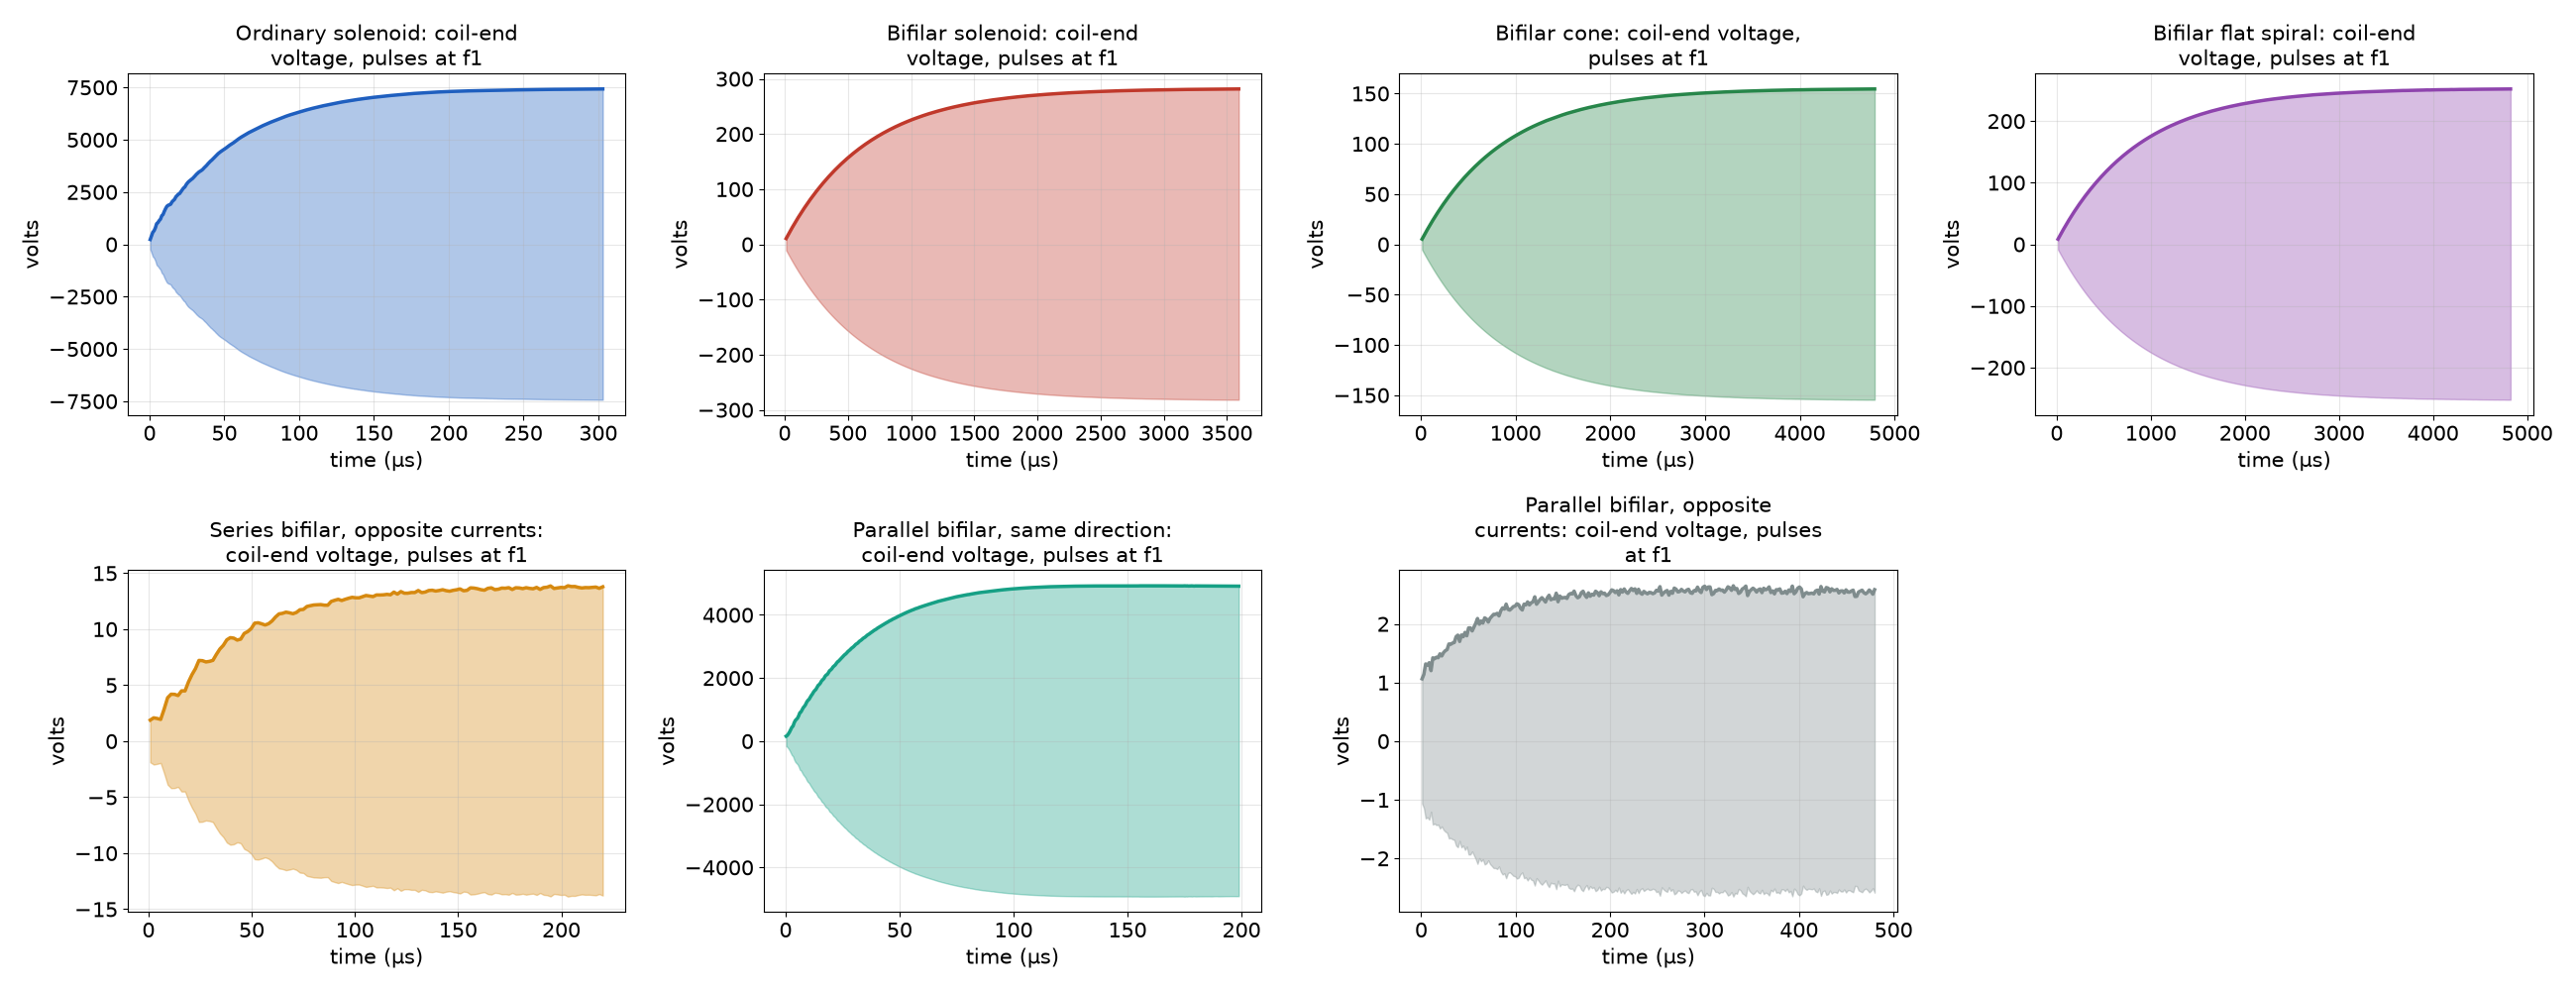 Ordinary solenoid: coil-end
voltage, pulses at f1
7500
5000
2500
0
−2500
−5000
−7500
volts
0 50 100 150 200 250 300
time (µs)
Bifilar solenoid: coil-end
voltage, pulses at f1
300
200
100
0
−100
−200
−300
volts
0 500 1000 1500 2000 2500 3000 3500
time (µs)
Bifilar cone: coil-end voltage,
pulses at f1
150
100
50
0
−50
−100
−150
volts
0 1000 2000 3000 4000 5000
time (µs)
Bifilar flat spiral: coil-end
voltage, pulses at f1
200
100
0
−100
−200
volts
0 1000 2000 3000 4000 5000
time (µs)
Series bifilar, opposite currents:
coil-end voltage, pulses at f1
15
10
5
0
−5
−10
−15
volts
0 50 100 150 200
time (µs)
Parallel bifilar, same direction:
coil-end voltage, pulses at f1
4000
2000
0
−2000
−4000
volts
0 50 100 150 200
time (µs)
Parallel bifilar, opposite
currents: coil-end voltage, pulses
at f1
2
1
0
−1
−2
volts
0 100 200 300 400 500
time (µs)